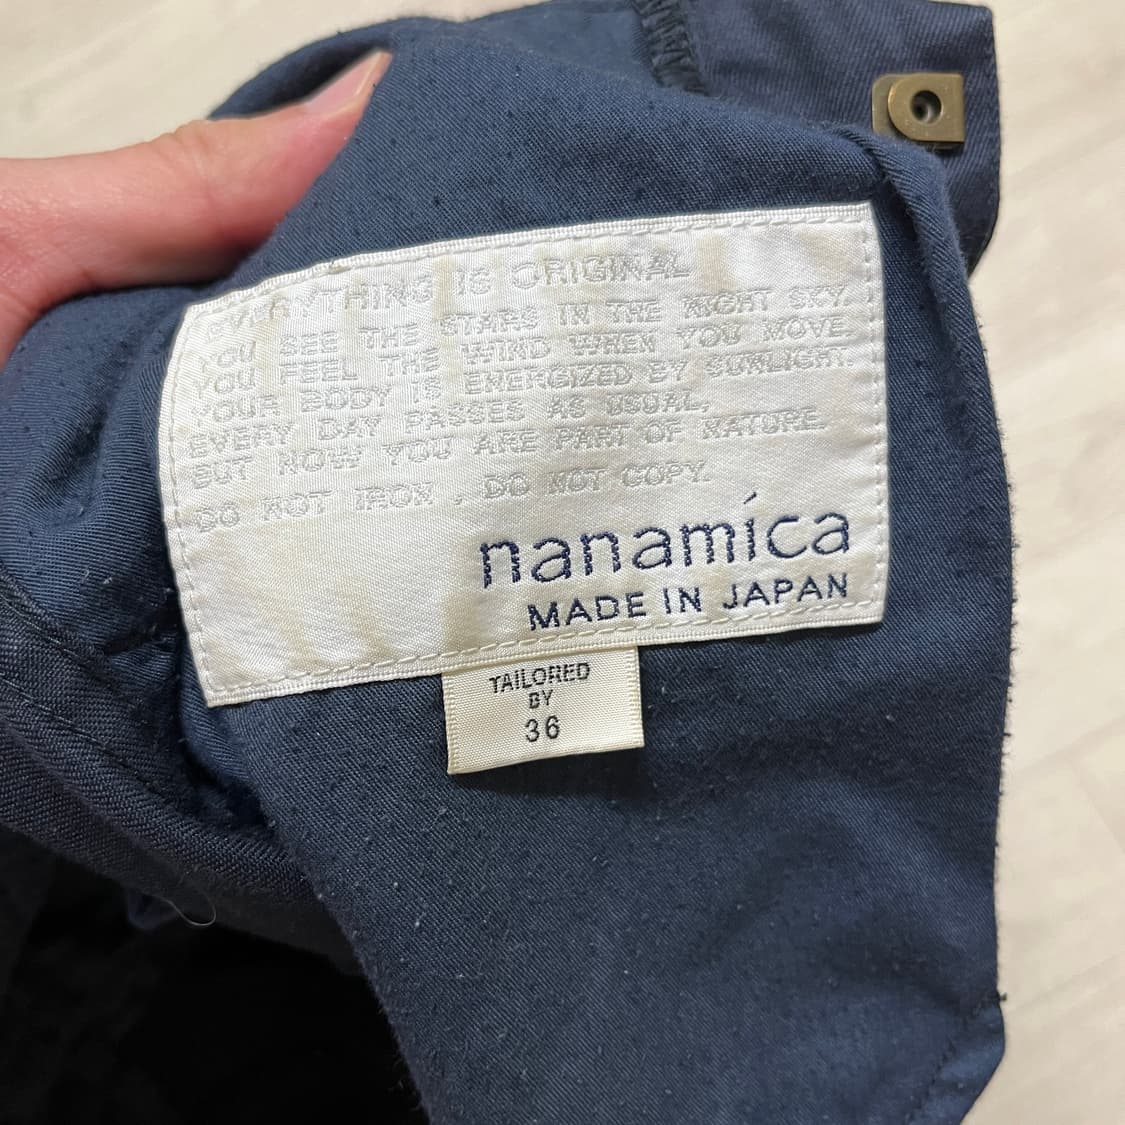 EVERYTHING IS ORIGINAL
YOU SEE THE STARS IN THE NIGHT SKY.
YOU FEEL THE WIND WHEN YOU MOVE.
YOUR BODY IS ENERGIZED BY SUNLIGHT.
EVERY DAY PASSES AS USUAL,
BUT NOW YOU ARE PART OF NATURE.
DO NOT IRON , DO NOT COPY.
nanamíca
MADE IN JAPAN
TAILORED
BY
36